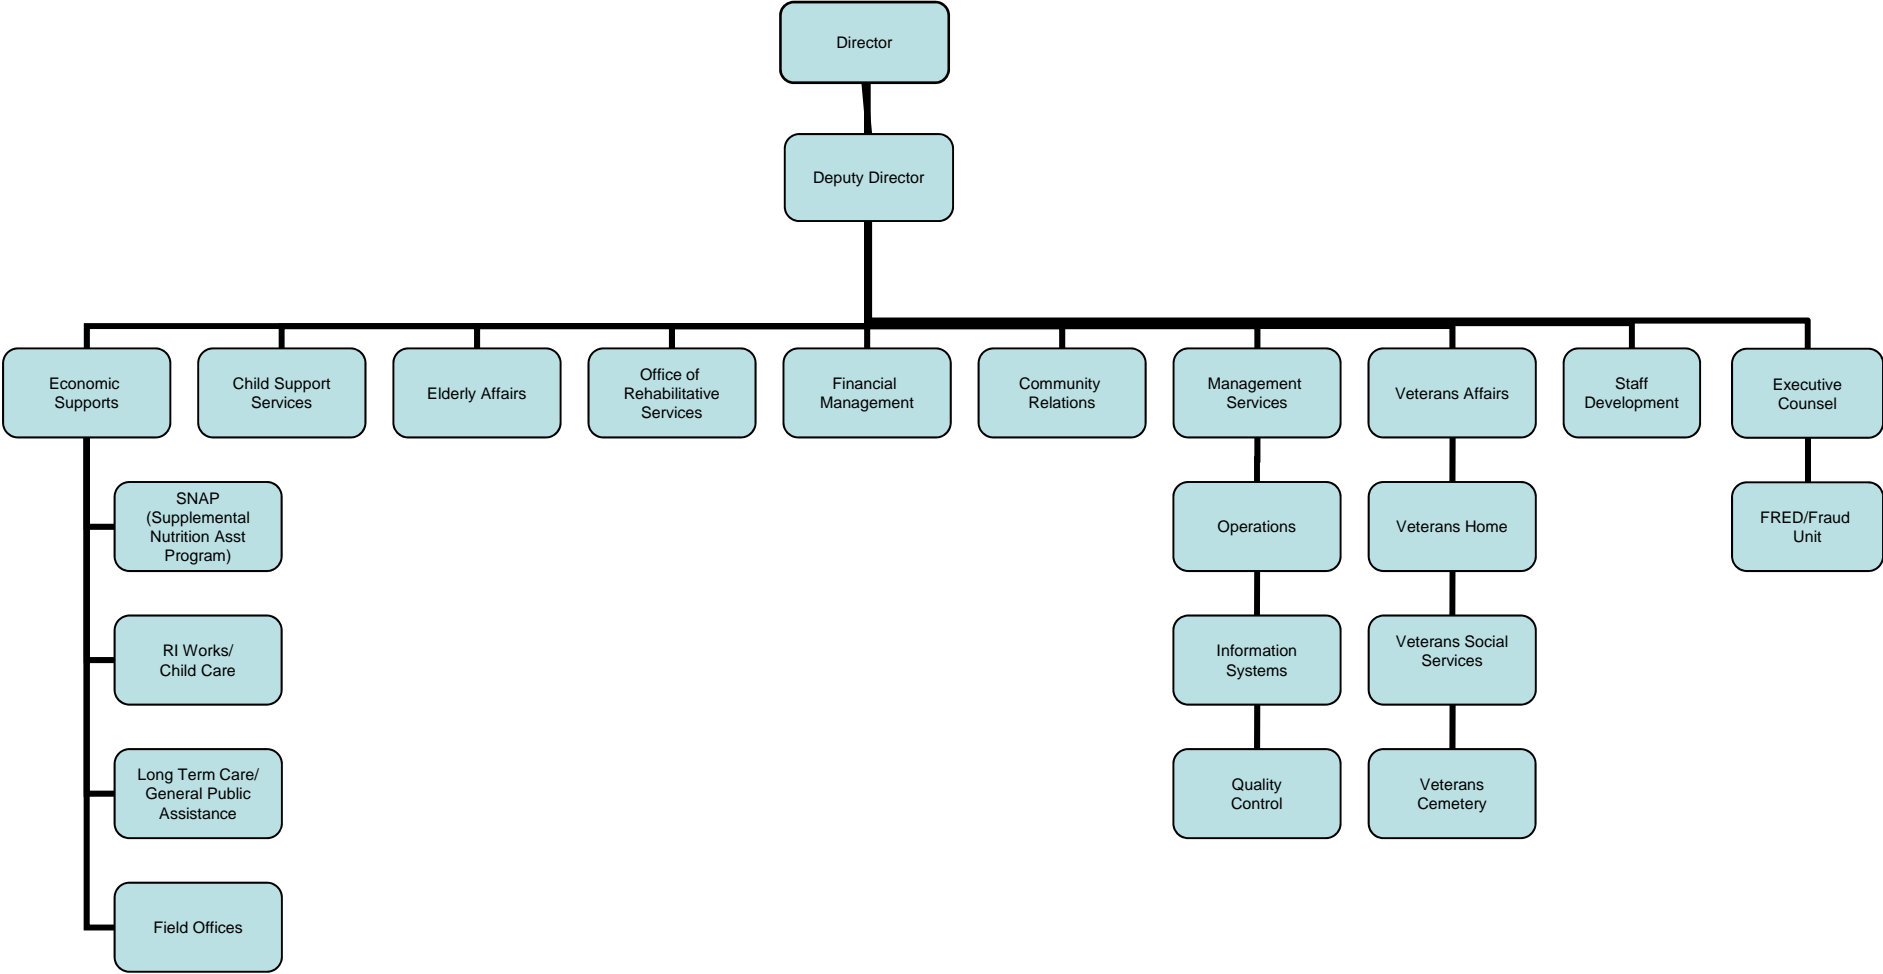 Director
Deputy Director
Economic
Supports
Child Support
Services
Elderly Affairs
Office of
Rehabilitative
Services
Financial
Management
Community
Relations
Management
Services
Veterans Affairs
Staff
Development
Executive
Counsel
SNAP
(Supplemental
Nutrition Asst
Program)
Operations
Veterans Home
FRED/Fraud
Unit
RI Works/
Child Care
Information
Systems
Veterans Social
Services
Long Term Care/
General Public
Assistance
Quality
Control
Veterans
Cemetery
Field Offices